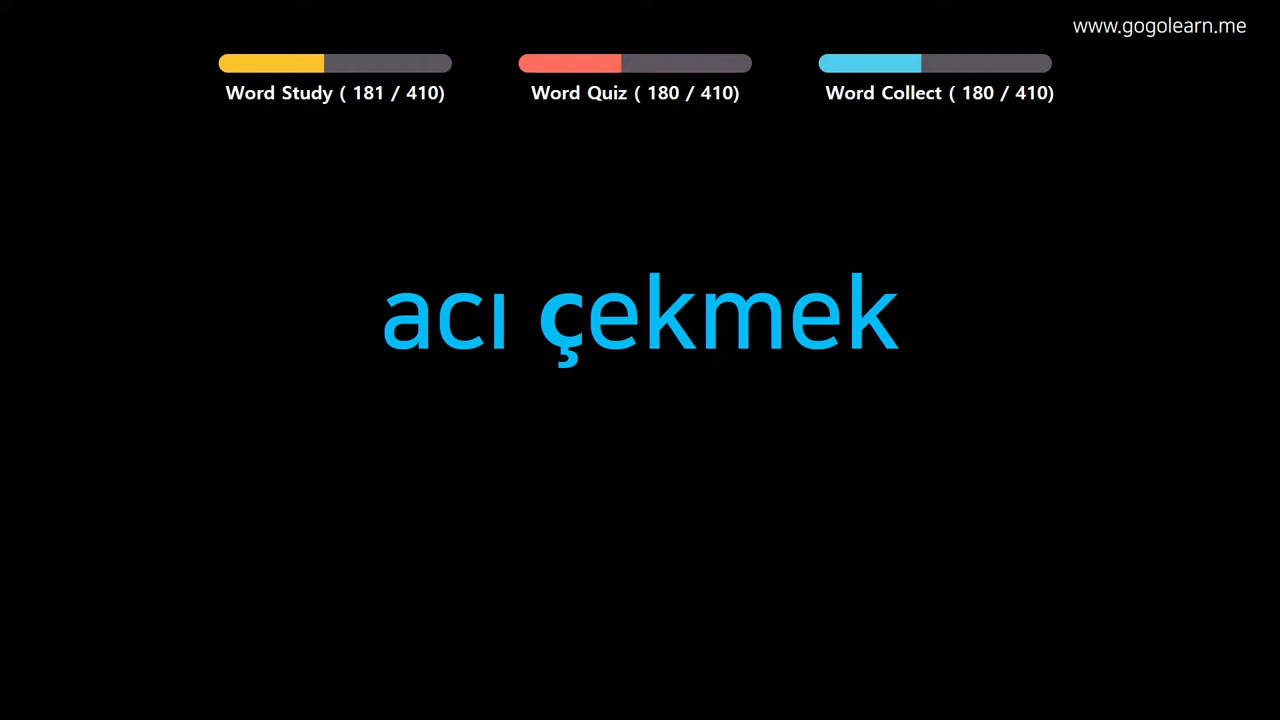 www.gogolearn.me
Word Study ( 181 / 410)
Word Quiz ( 180 / 410)
Word Collect ( 180 / 410)
acı çekmek